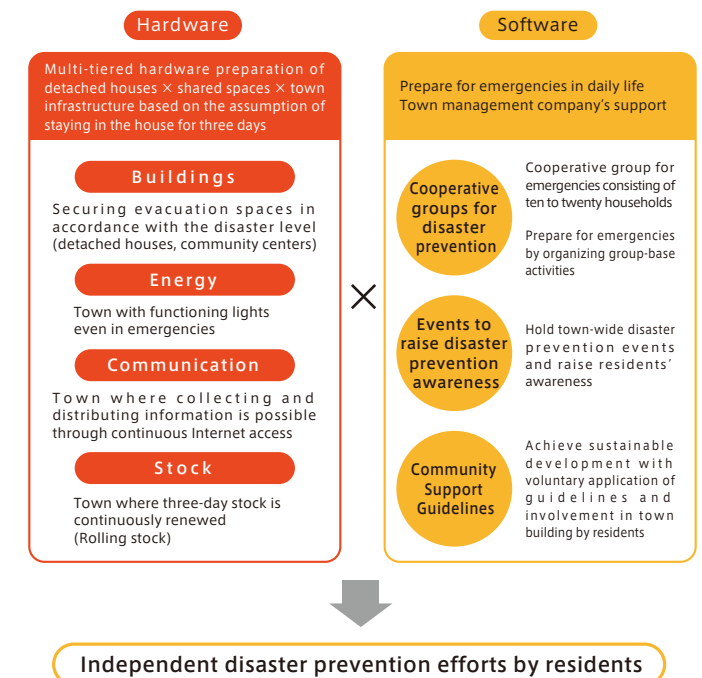 Hardware
Multi-tiered hardware preparation of
detached houses × shared spaces × town
infrastructure based on the assumption of
staying in the house for three days
Buildings
Securing evacuation spaces in
accordance with the disaster level
(detached houses, community centers)
Energy
Town with functioning lights
even in emergencies
Communication
Town where collecting and
distributing information is possible
through continuous Internet access
Stock
Town where three-day stock is
continuously renewed
(Rolling stock)
×
Software
Prepare for emergencies in daily life
Town management company's support
Cooperative
groups for
disaster
prevention
Cooperative group for
emergencies consisting of
ten to twenty households
Prepare for emergencies
by organizing group-base
activities
Events to
raise disaster
prevention
awareness
Hold town-wide disaster
prevention events
and raise residents'
awareness
Community
Support
Guidelines
Achieve sustainable
development with
voluntary application of
guidelines and
involvement in town
building by residents
Independent disaster prevention efforts by residents